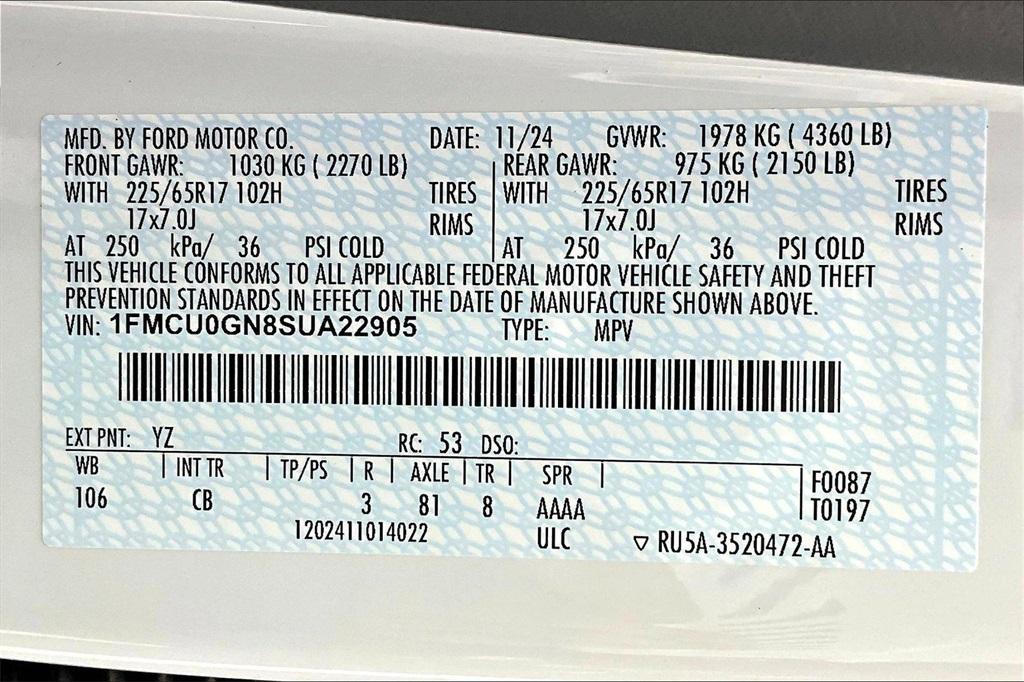 MFD. BY FORD MOTOR CO. DATE: 11/24 GVWR: 1978 KG ( 4360 LB)
FRONT GAWR: 1030 KG ( 2270 LB) REAR GAWR: 975 KG ( 2150 LB)
WITH 225/65R17 102H TIRES WITH 225/65R17 102H TIRES
17x7.0J RIMS 17x7.0J RIMS
AT 250 kPa/ 36 PSI COLD AT 250 kPa/ 36 PSI COLD
THIS VEHICLE CONFORMS TO ALL APPLICABLE FEDERAL MOTOR VEHICLE SAFETY AND THEFT
PREVENTION STANDARDS IN EFFECT ON THE DATE OF MANUFACTURE SHOWN ABOVE.
VIN: 1FMCU0GN8SUA22905 TYPE: MPV
EXT PNT: YZ RC: 53 DSO:
WB INT TR TP/PS R AXLE TR SPR F0087
106 CB 3 81 8 AAAA T0197
1202411014022 ULC RU5A-3520472-AA